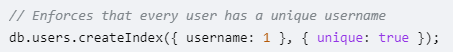 // Enforces that every user has a unique username
db.users.createIndex({ username: 1 }, { unique: true });